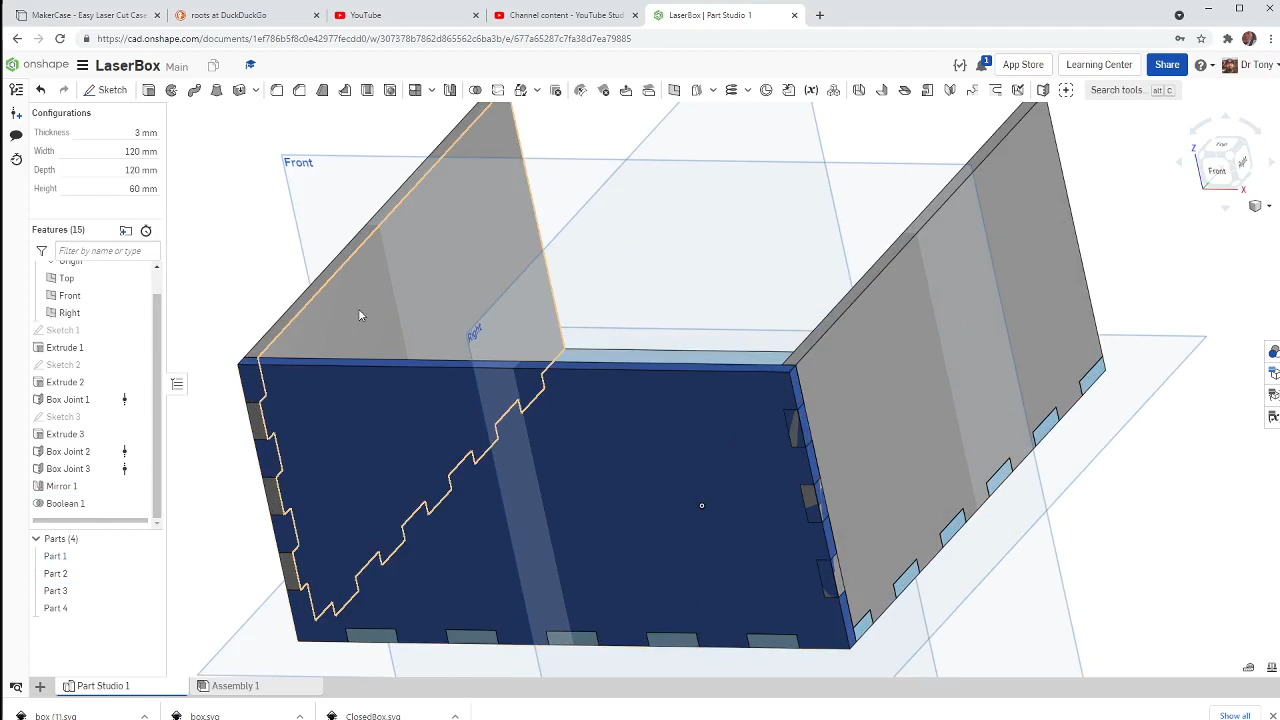 MakerCase - Easy Laser Cut Case
roots at DuckDuckGo
YouTube
Channel content - YouTube Stud
LaserBox | Part Studio 1
https://cad.onshape.com/documents/1ef786b5f8c0e42977fecdd0/w/307378b7862d865562c6ba3b/e/677a65287c7fa38d7ea79885
onshape
LaserBox Main
1
App Store
Learning Center
Share
Dr Tony
Sketch
Search tools...
alt C
Configurations
Thickness 3 mm
Width 120 mm
Depth 120 mm
Height 60 mm
Features (15)
Filter by name or type
Origin
Top
Front
Right
Sketch 1
Extrude 1
Sketch 2
Extrude 2
Box Joint 1
Sketch 3
Extrude 3
Box Joint 2
Box Joint 3
Mirror 1
Boolean 1
Parts (4)
Part 1
Part 2
Part 3
Part 4
Front
Right
Z
Front
Right
X
Part Studio 1
Assembly 1
box (1).svg
box.svg
ClosedBox.svg
Show all